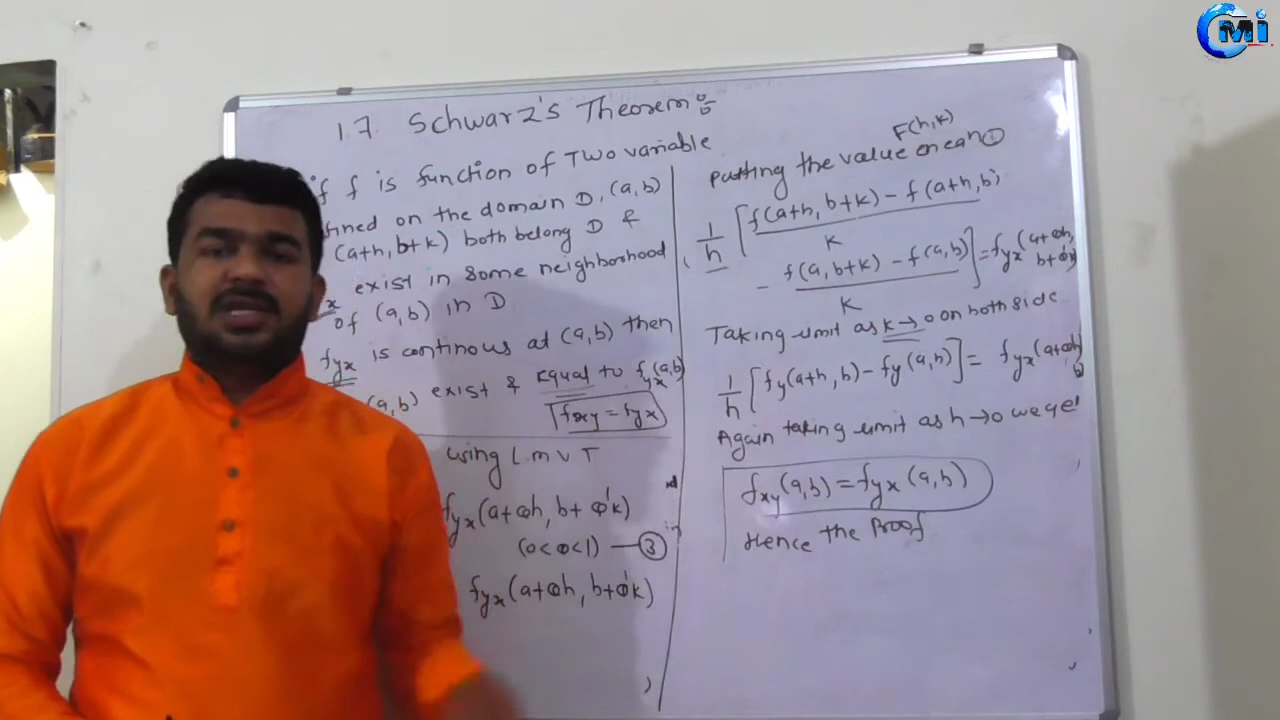 1.7 Schwarz's Theorem:
if f is function of Two variable
fined on the domain D, (a,b)
(a+h, b+k) both belong D &
x exist in some neighborhood
of (a,b) in D
fyx is continous at (a,b) then
(a,b) exist & equal to fyx(a,b)
fxy = fyx
using L.m v T
fyx(a+θh, b+θ'k)
(0<θ<1) — ③
fyx(a+θh, b+θ'k)
F(h,k)
putting the value on ean ①
1/h [f(a+h, b+k) - f(a+h, b)/k
- f(a, b+k) - f(a,b)/k] = fyx(a+θh, b+θ'k)
Taking limit as k→0 on both side
1/h [fy(a+h, b) - fy(a,b)] = fyx(a+θh, b)
Again taking limit as h→0 we get
fxy(a,b) = fyx(a,b)
Hence the Proof
Mi